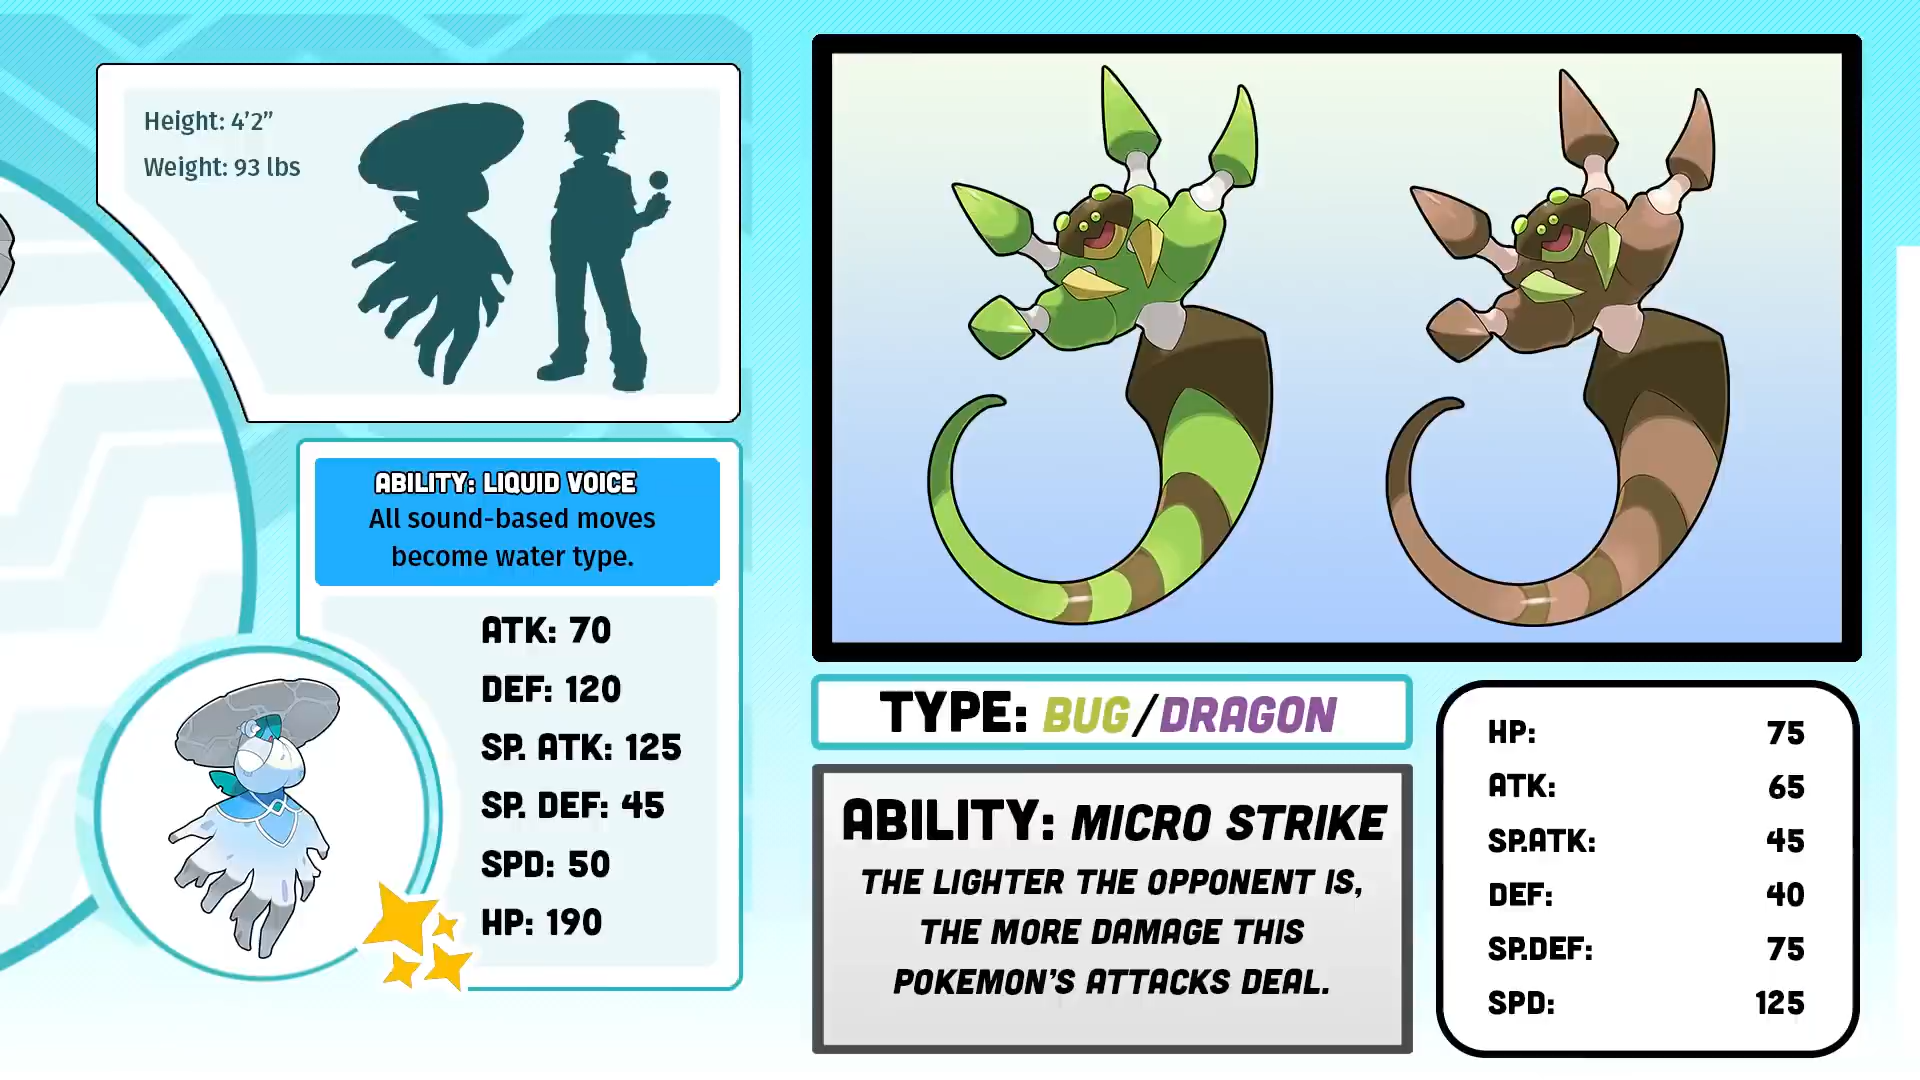 Height: 4’2”
Weight: 93 lbs
ABILITY: LIQUID VOICE
All sound-based moves
become water type.
ATK: 70
DEF: 120
SP. ATK: 125
SP. DEF: 45
SPD: 50
HP: 190
TYPE: BUG/DRAGON
ABILITY: MICRO STRIKE
THE LIGHTER THE OPPONENT IS,
THE MORE DAMAGE THIS
POKEMON’S ATTACKS DEAL.
HP: 75
ATK: 65
SP.ATK: 45
DEF: 40
SP.DEF: 75
SPD: 125